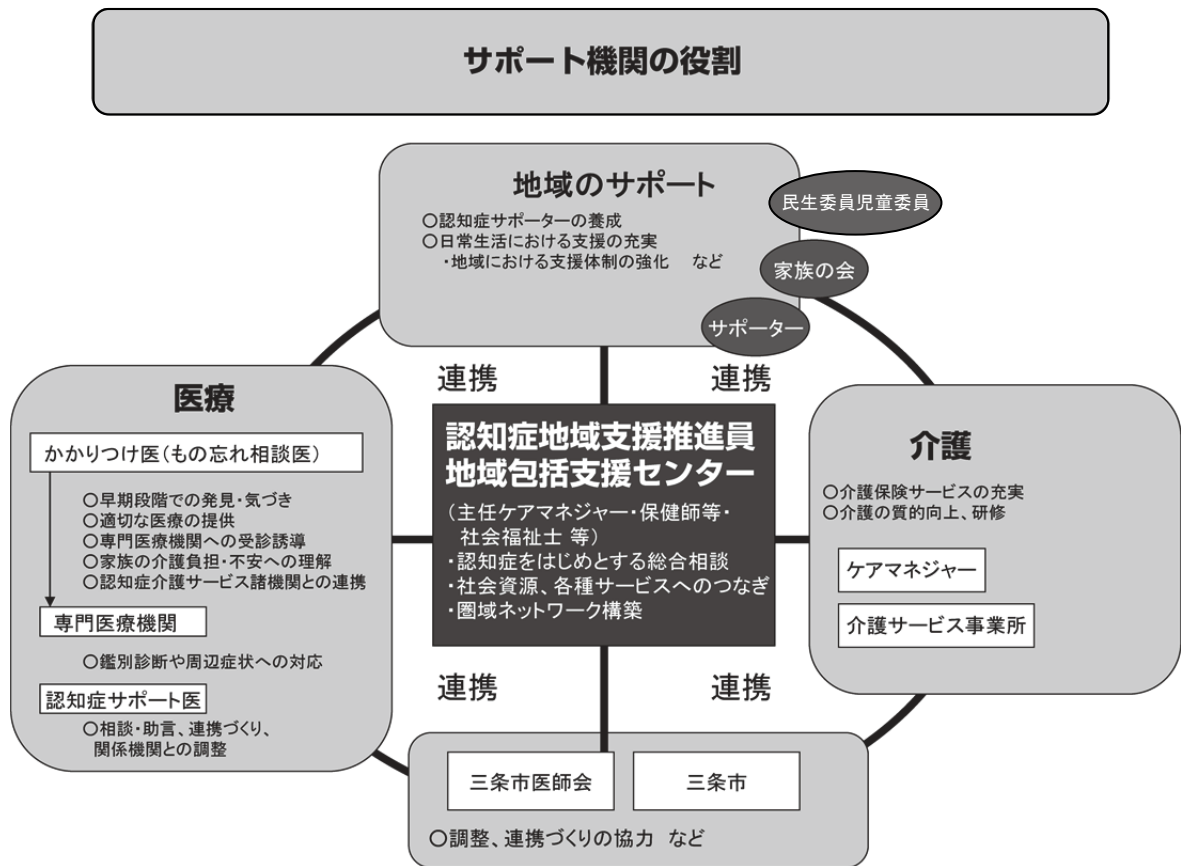 サポート機関の役割
地域のサポート
○認知症サポーターの養成
○日常生活における支援の充実
・地域における支援体制の強化 など
民生委員児童委員
家族の会
サポーター
連携
連携
医療
かかりつけ医(もの忘れ相談医)
○早期段階での発見・気づき
○適切な医療の提供
○専門医療機関への受診誘導
○家族の介護負担・不安への理解
○認知症介護サービス諸機関との連携
専門医療機関
○鑑別診断や周辺症状への対応
認知症サポート医
○相談・助言、連携づくり、
関係機関との調整
認知症地域支援推進員
地域包括支援センター
(主任ケアマネジャー・保健師等・
社会福祉士 等)
・認知症をはじめとする総合相談
・社会資源、各種サービスへのつなぎ
・圏域ネットワーク構築
介護
○介護保険サービスの充実
○介護の質的向上、研修
ケアマネジャー
介護サービス事業所
連携
連携
三条市医師会
三条市
○調整、連携づくりの協力 など